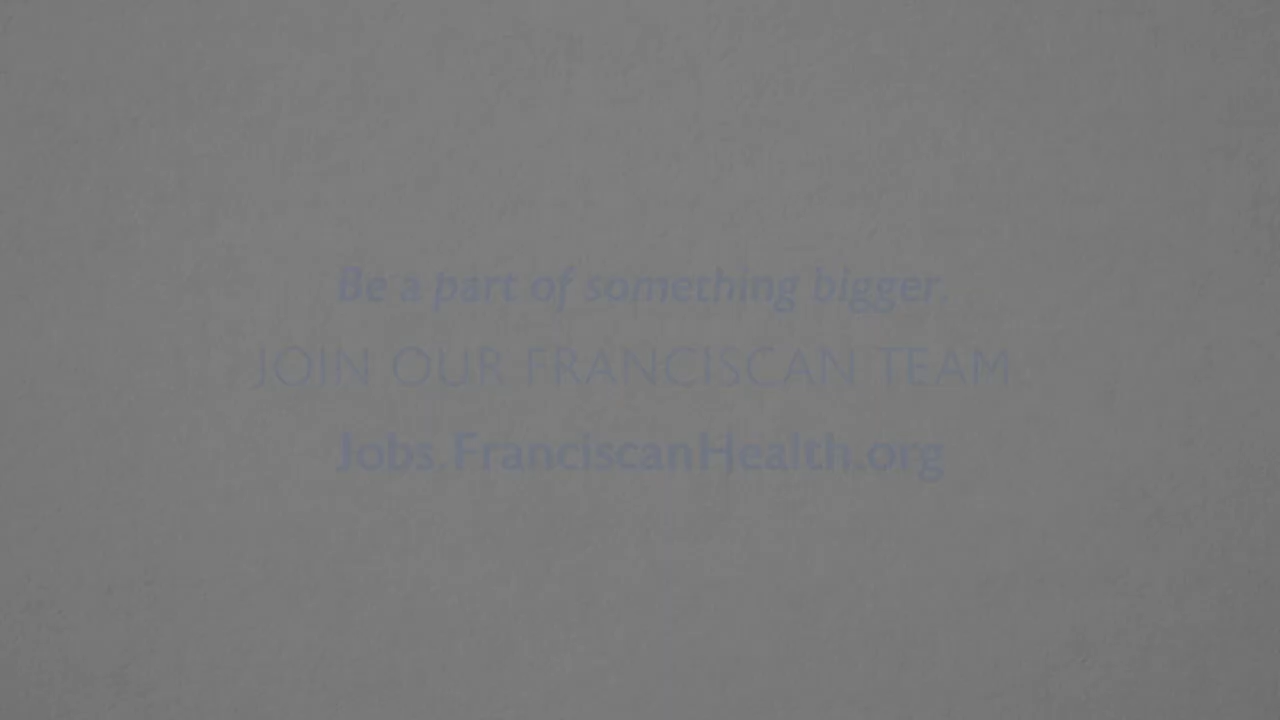 Be a part of something bigger.
JOIN OUR FRANCISCAN TEAM
Jobs.FranciscanHealth.org